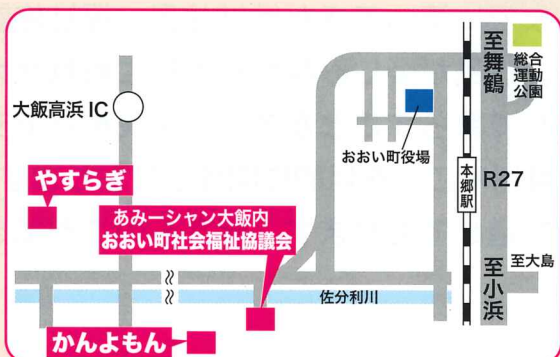 至舞鶴
総合
運動
公園
大飯高浜 IC
おおい町役場
やすらぎ
本郷駅
R27
あみーシャン大飯内
おおい町社会福祉協議会
至大島
至小浜
佐分利川
かんよもん